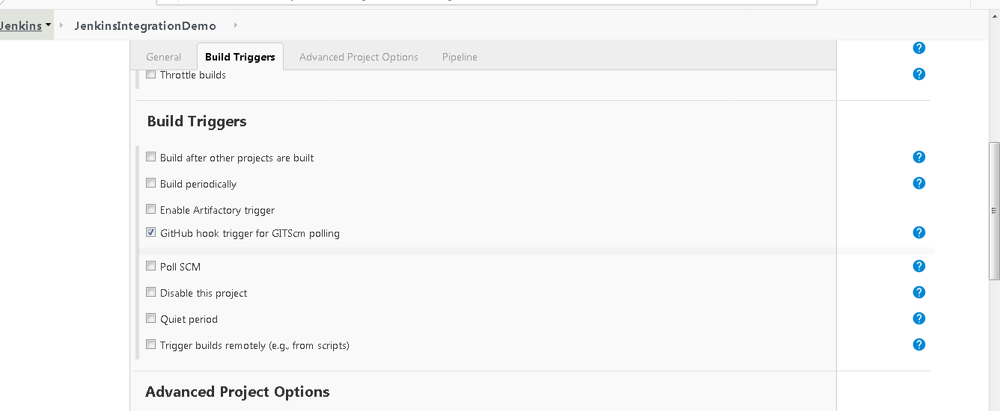 Jenkins JenkinsIntegrationDemo
General Build Triggers Advanced Project Options Pipeline
Throttle builds
Build Triggers
Build after other projects are built
Build periodically
Enable Artifactory trigger
GitHub hook trigger for GITScm polling
Poll SCM
Disable this project
Quiet period
Trigger builds remotely (e.g., from scripts)
Advanced Project Options